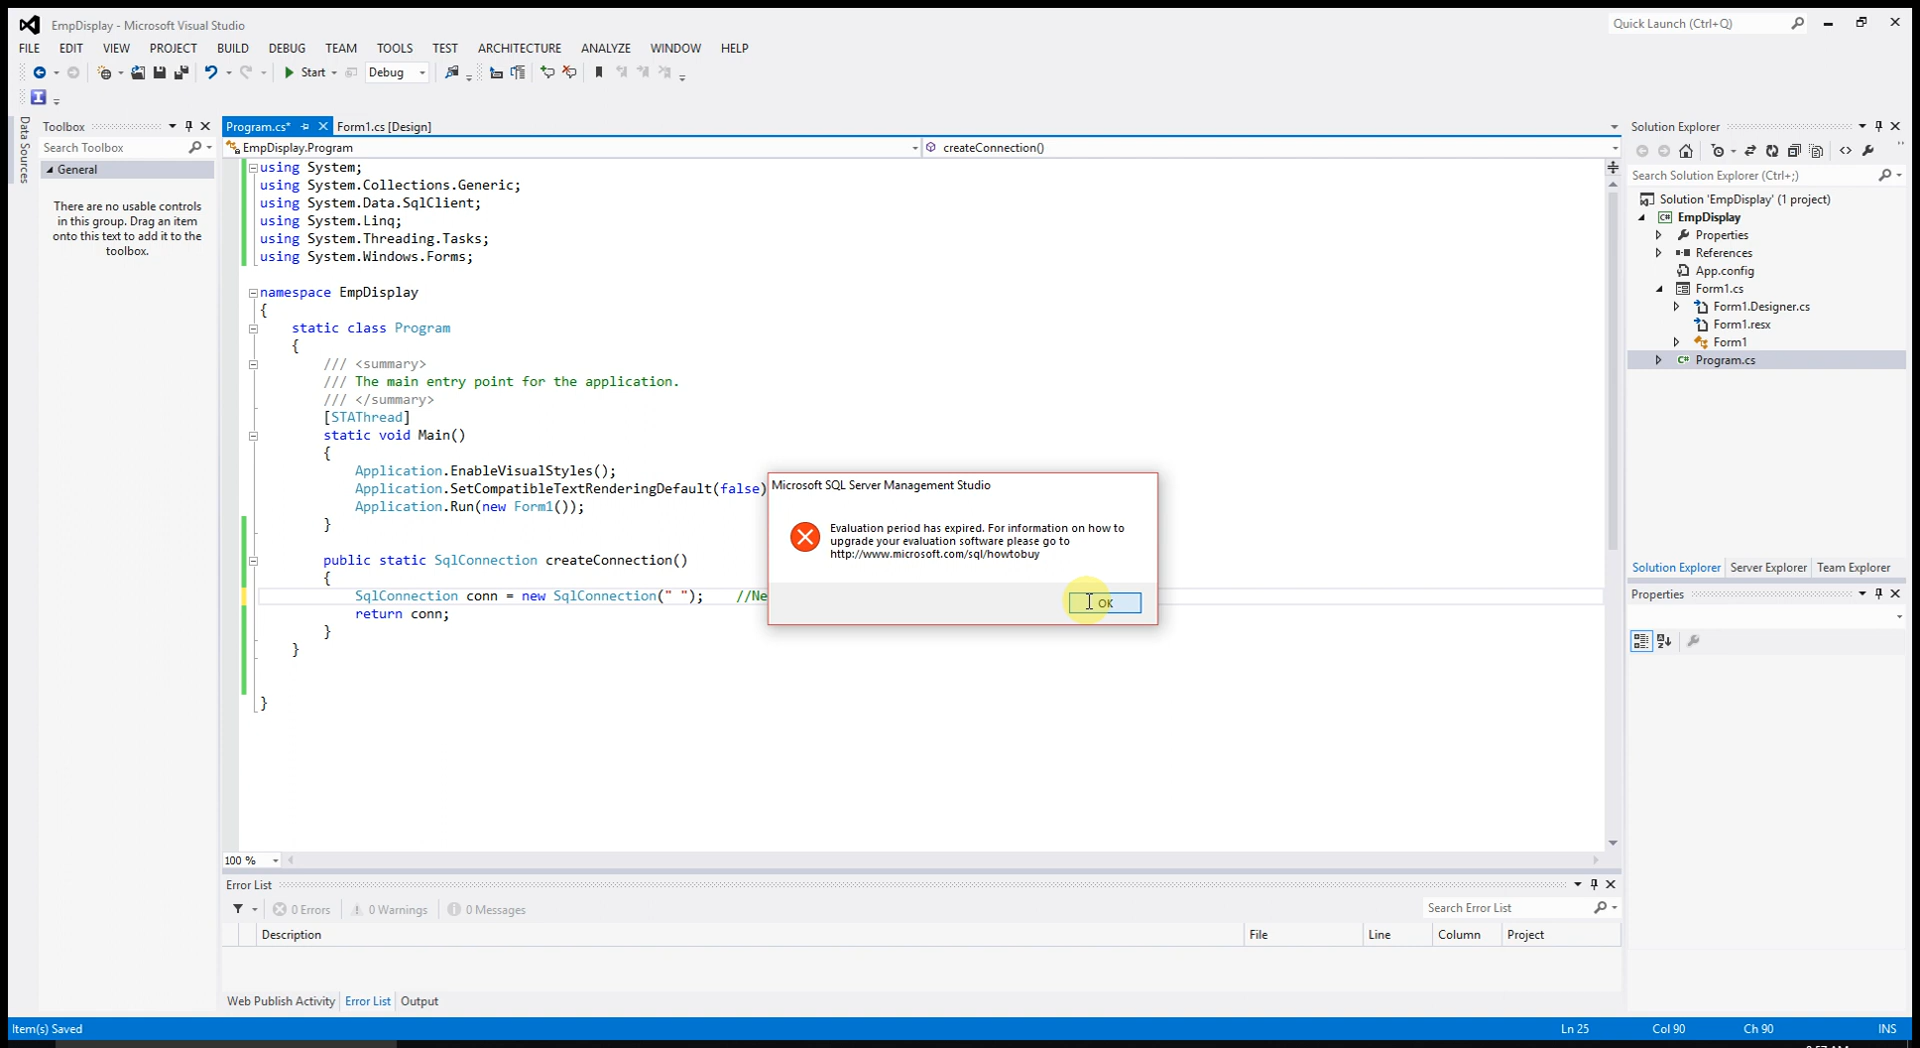 EmpDisplay - Microsoft Visual Studio
Quick Launch (Ctrl+Q)
FILE EDIT VIEW PROJECT BUILD DEBUG TEAM TOOLS TEST ARCHITECTURE ANALYZE WINDOW HELP
Start Debug
Data Sources
Toolbox
Search Toolbox
General
There are no usable controls
in this group. Drag an item
onto this text to add it to the
toolbox.
Program.cs* Form1.cs [Design]
EmpDisplay.Program createConnection()
using System;
using System.Collections.Generic;
using System.Data.SqlClient;
using System.Linq;
using System.Threading.Tasks;
using System.Windows.Forms;
namespace EmpDisplay
{
static class Program
{
/// <summary>
/// The main entry point for the application.
/// </summary>
[STAThread]
static void Main()
{
Application.EnableVisualStyles();
Application.SetCompatibleTextRenderingDefault(false)
Application.Run(new Form1());
}
public static SqlConnection createConnection()
{
SqlConnection conn = new SqlConnection(" "); //Ne
return conn;
}
}
}
Microsoft SQL Server Management Studio
Evaluation period has expired. For information on how to
upgrade your evaluation software please go to
http://www.microsoft.com/sql/howtobuy
OK
100 %
Error List
0 Errors 0 Warnings 0 Messages
Search Error List
Description File Line Column Project
Web Publish Activity Error List Output
Solution Explorer
Search Solution Explorer (Ctrl+;)
Solution 'EmpDisplay' (1 project)
EmpDisplay
Properties
References
App.config
Form1.cs
Form1.Designer.cs
Form1.resx
Form1
Program.cs
Solution Explorer Server Explorer Team Explorer
Properties
Item(s) Saved Ln 25 Col 90 Ch 90 INS